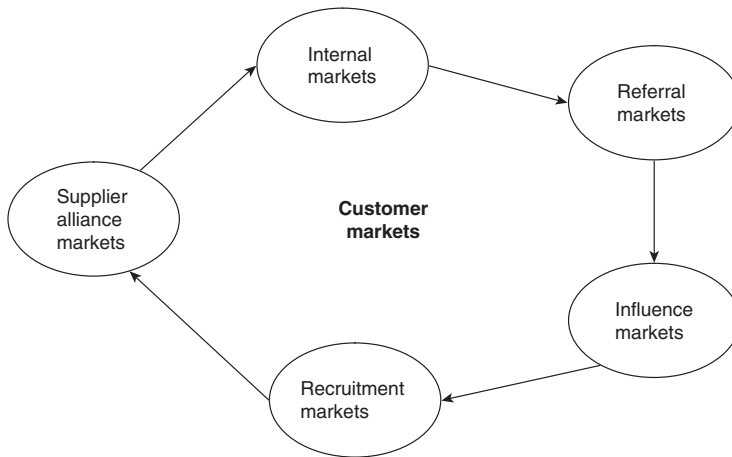 Internal
markets
Referral
markets
Supplier
alliance
markets
Customer
markets
Influence
markets
Recruitment
markets